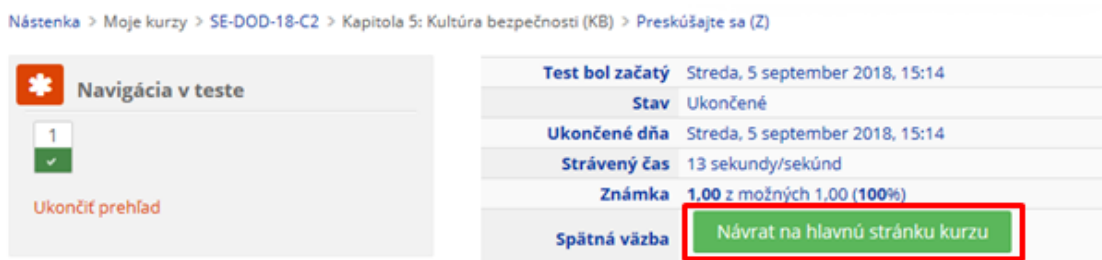 Nástenka > Moje kurzy > SE-DOD-18-C2 > Kapitola 5: Kultúra bezpečnosti (KB) > Preskúšajte sa (Z)
Navigácia v teste
1
Ukončiť prehľad
Test bol začatý Streda, 5 september 2018, 15:14
Stav Ukončené
Ukončené dňa Streda, 5 september 2018, 15:14
Strávený čas 13 sekundy/sekúnd
Známka 1,00 z možných 1,00 (100%)
Spätná väzba Návrat na hlavnú stránku kurzu